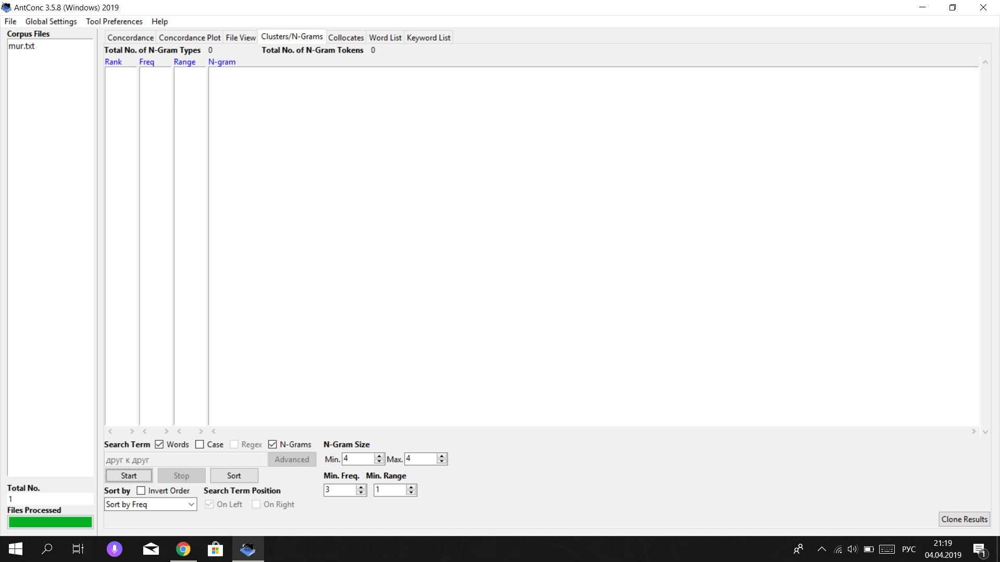 AntConc 3.5.8 (Windows) 2019
File Global Settings Tool Preferences Help
Corpus Files
mur.txt
Concordance Concordance Plot File View Clusters/N-Grams Collocates Word List Keyword List
Total No. of N-Gram Types 0 Total No. of N-Gram Tokens 0
Rank Freq Range N-gram
Search Term Words Case Regex N-Grams N-Gram Size
друг к друг Advanced Min. 4 Max. 4
Start Stop Sort Min. Freq. Min. Range
3 1
Sort by Invert Order Search Term Position
Sort by Freq On Left On Right
Total No.
1
Files Processed
Clone Results
РУС
21:19
04.04.2019
1